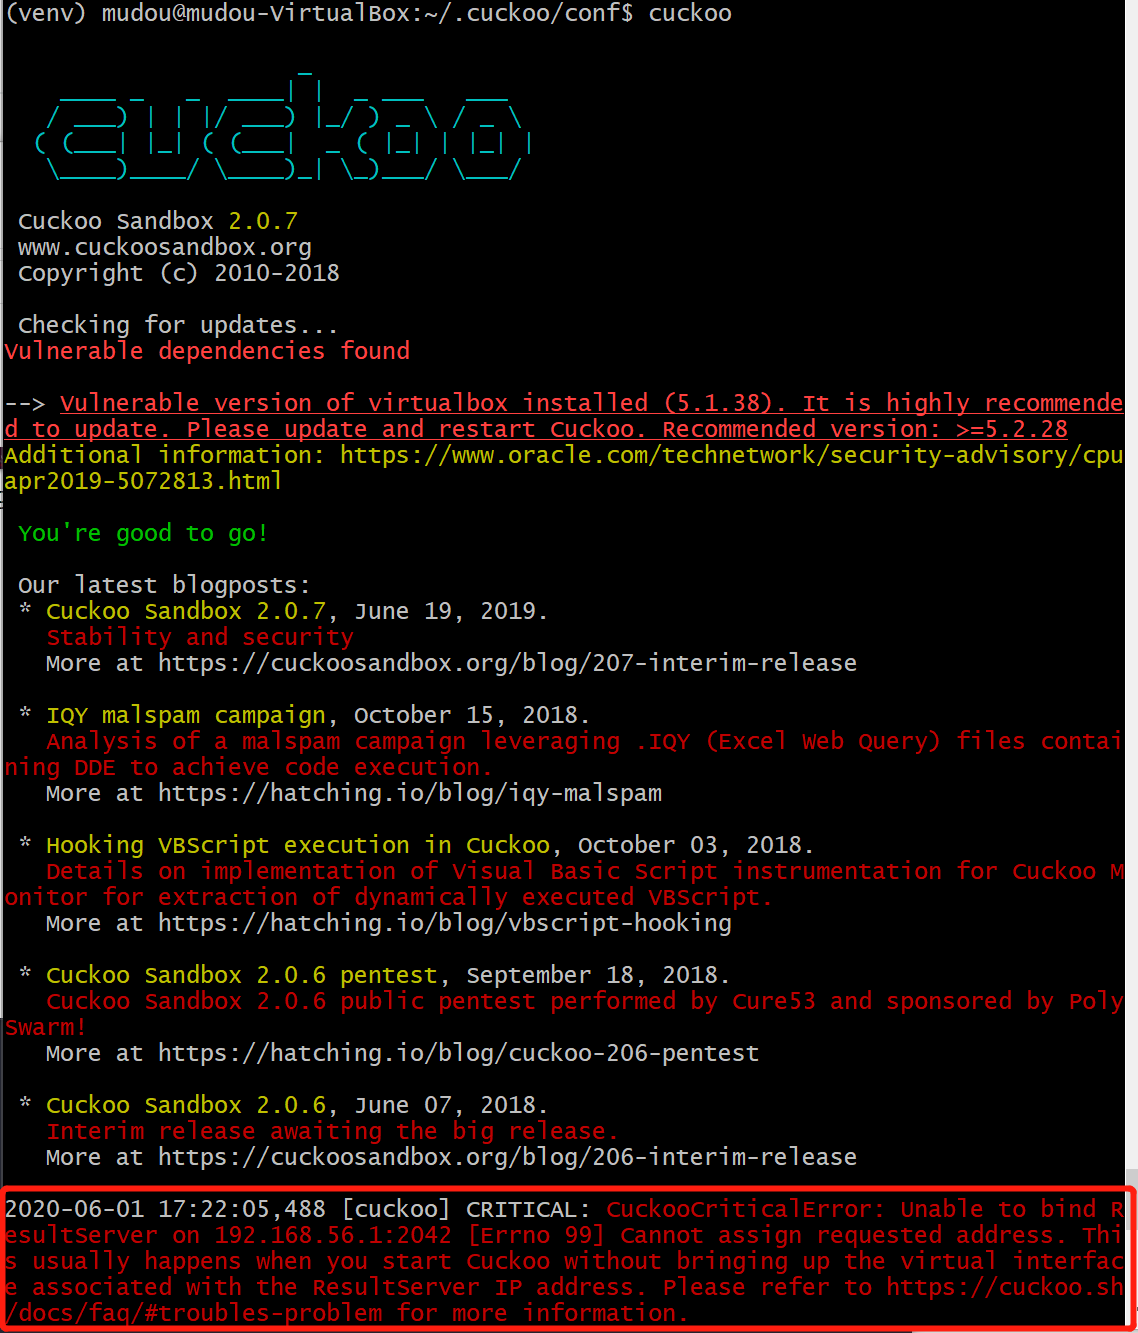 (venv) mudou@mudou-VirtualBox:~/.cuckoo/conf$ cuckoo
cuckoo
Cuckoo Sandbox 2.0.7
www.cuckoosandbox.org
Copyright (c) 2010-2018
Checking for updates...
Vulnerable dependencies found
--> Vulnerable version of virtualbox installed (5.1.38). It is highly recommende
d to update. Please update and restart Cuckoo. Recommended version: >=5.2.28
Additional information: https://www.oracle.com/technetwork/security-advisory/cpu
apr2019-5072813.html
You're good to go!
Our latest blogposts:
* Cuckoo Sandbox 2.0.7, June 19, 2019.
Stability and security
More at https://cuckoosandbox.org/blog/207-interim-release
* IQY malspam campaign, October 15, 2018.
Analysis of a malspam campaign leveraging .IQY (Excel Web Query) files contai
ning DDE to achieve code execution.
More at https://hatching.io/blog/iqy-malspam
* Hooking VBScript execution in Cuckoo, October 03, 2018.
Details on implementation of Visual Basic Script instrumentation for Cuckoo M
onitor for extraction of dynamically executed VBScript.
More at https://hatching.io/blog/vbscript-hooking
* Cuckoo Sandbox 2.0.6 pentest, September 18, 2018.
Cuckoo Sandbox 2.0.6 public pentest performed by Cure53 and sponsored by Poly
Swarm!
More at https://hatching.io/blog/cuckoo-206-pentest
* Cuckoo Sandbox 2.0.6, June 07, 2018.
Interim release awaiting the big release.
More at https://cuckoosandbox.org/blog/206-interim-release
2020-06-01 17:22:05,488 [cuckoo] CRITICAL: CuckooCriticalError: Unable to bind R
esultServer on 192.168.56.1:2042 [Errno 99] Cannot assign requested address. Thi
s usually happens when you start Cuckoo without bringing up the virtual interfac
e associated with the ResultServer IP address. Please refer to https://cuckoo.sh
/docs/faq/#troubles-problem for more information.